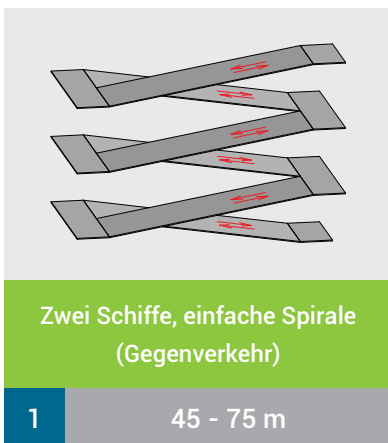 Zwei Schiffe, einfache Spirale
(Gegenverkehr)
1 45 - 75 m